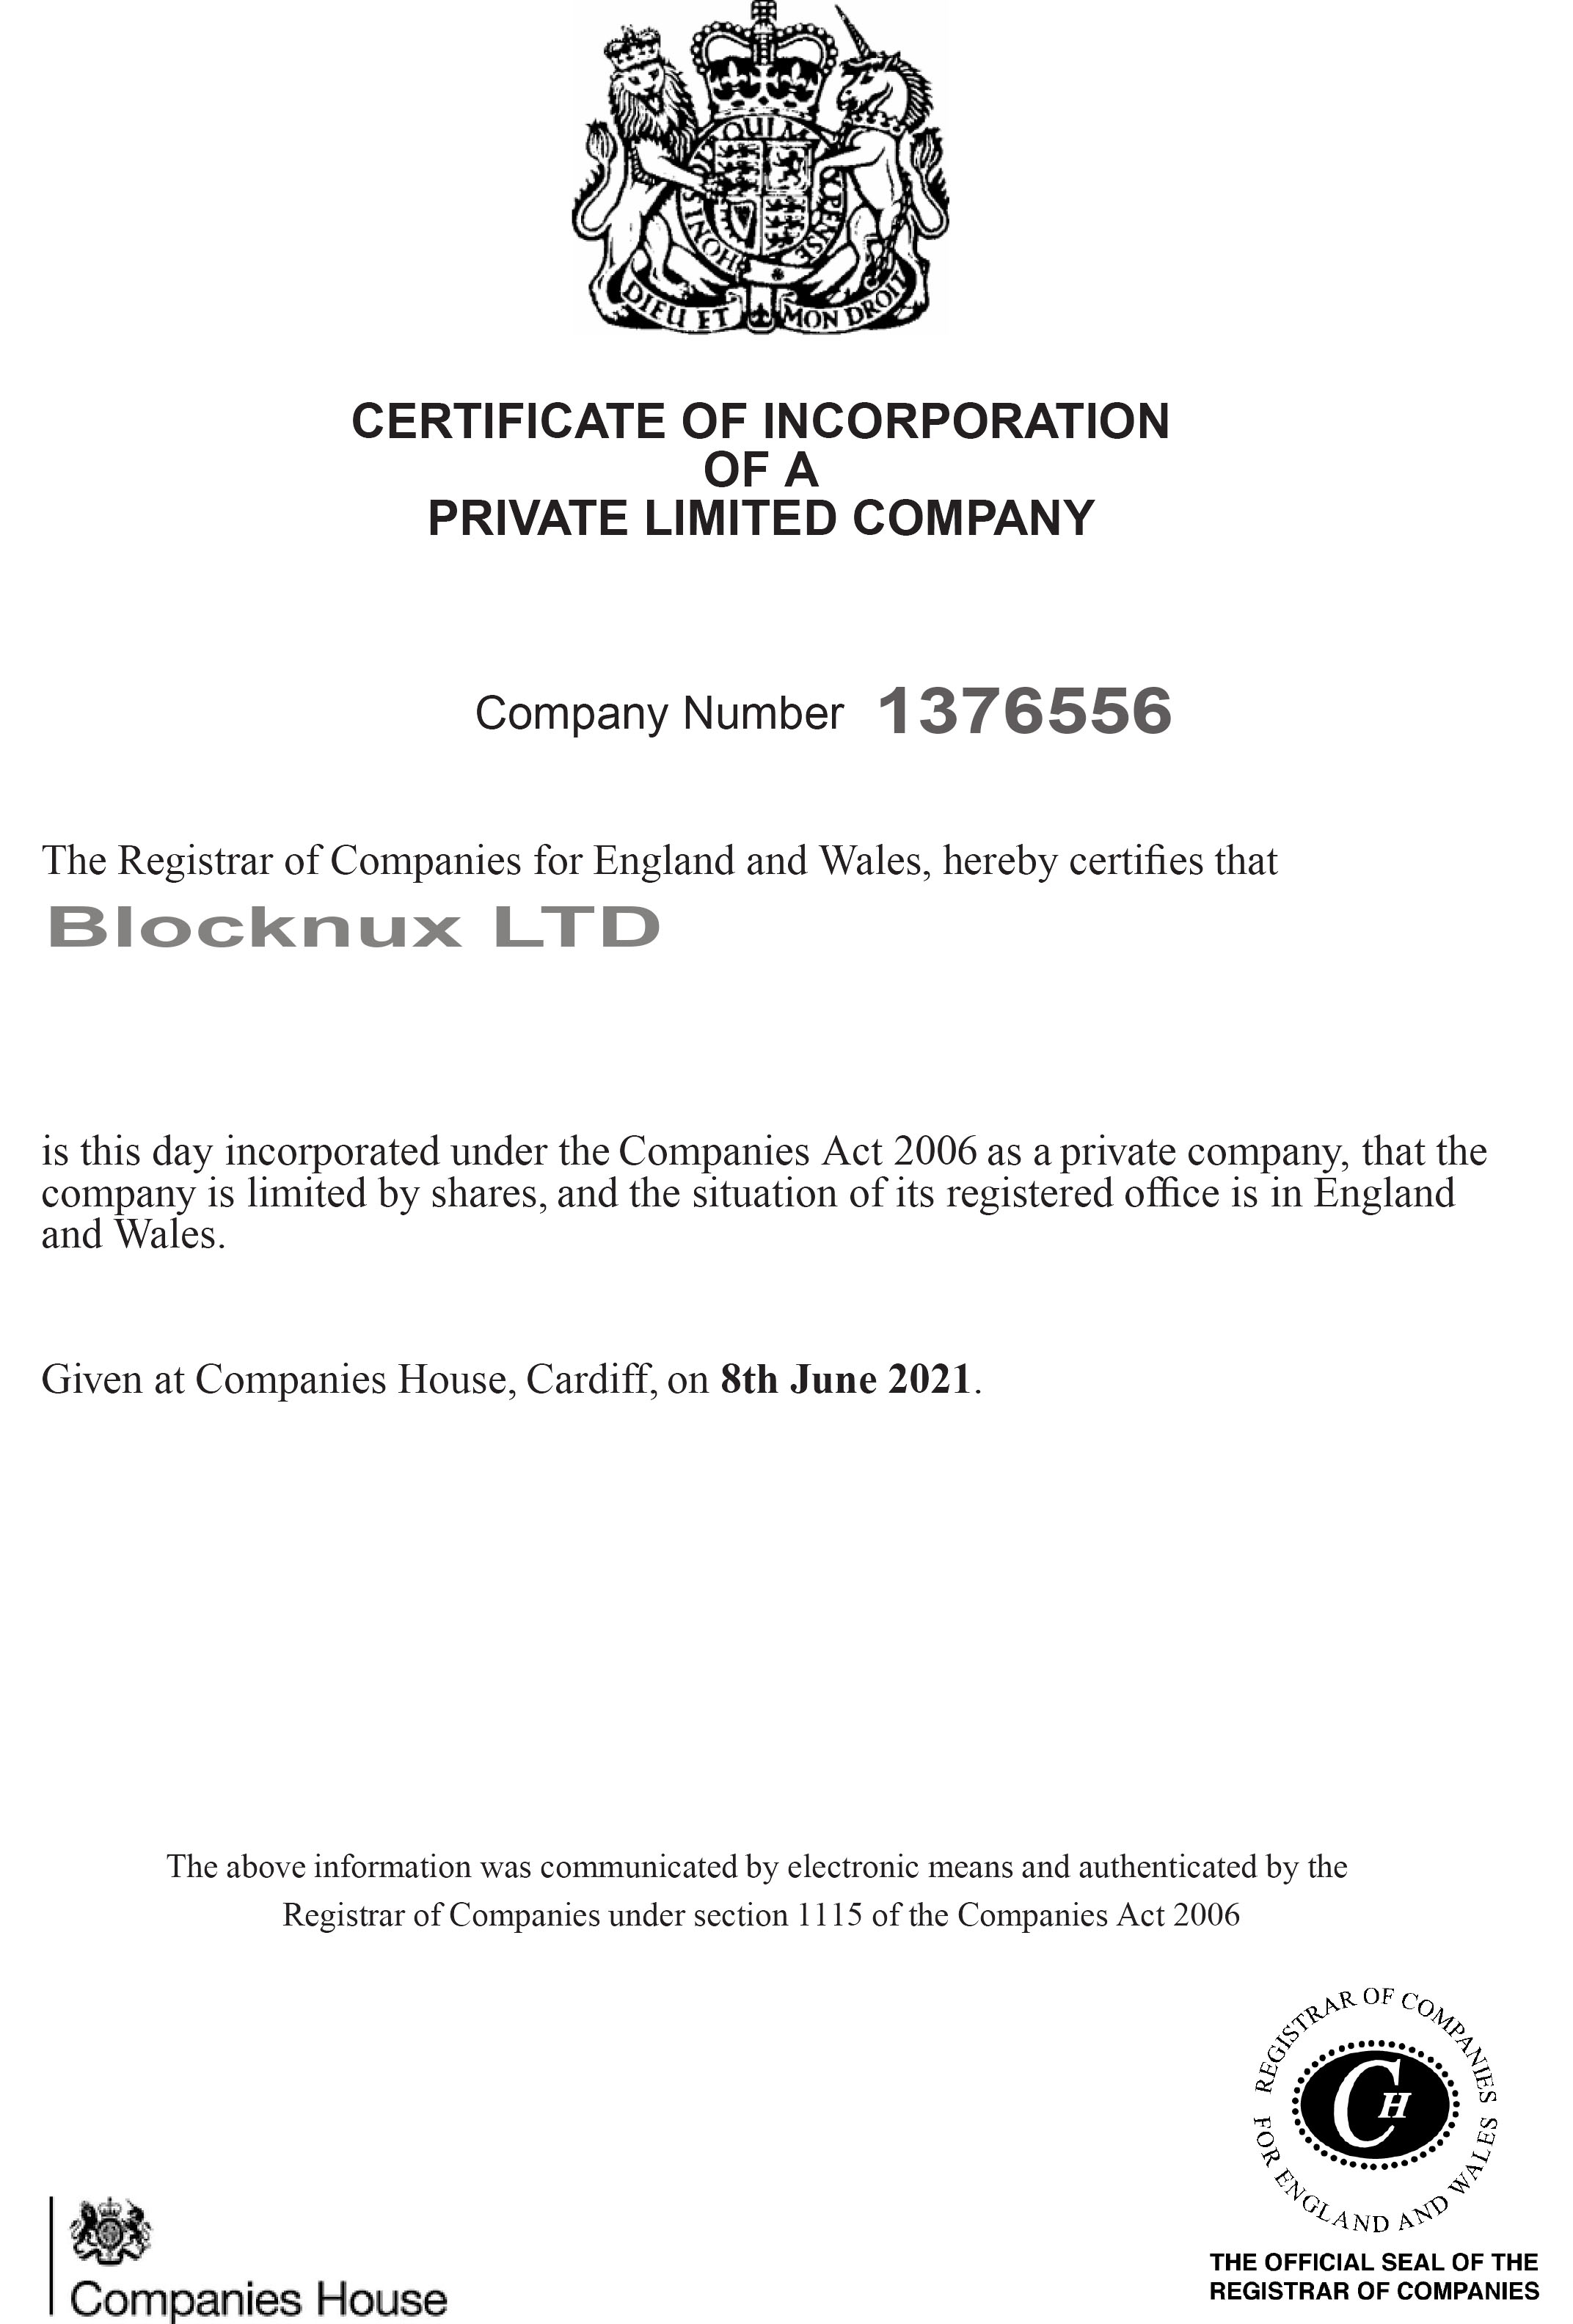 QUI M
HONI S
PENSE
DIEU ET MON DROIT
CERTIFICATE OF INCORPORATION
OF A
PRIVATE LIMITED COMPANY
Company Number 1376556
The Registrar of Companies for England and Wales, hereby certifies that
Blocknux LTD
is this day incorporated under the Companies Act 2006 as a private company, that the
company is limited by shares, and the situation of its registered office is in England
and Wales.
Given at Companies House, Cardiff, on 8th June 2021.
The above information was communicated by electronic means and authenticated by the
Registrar of Companies under section 1115 of the Companies Act 2006
REGISTRAR OF COMPANIES
CH
FOR ENGLAND AND WALES
THE OFFICIAL SEAL OF THE
REGISTRAR OF COMPANIES
Companies House